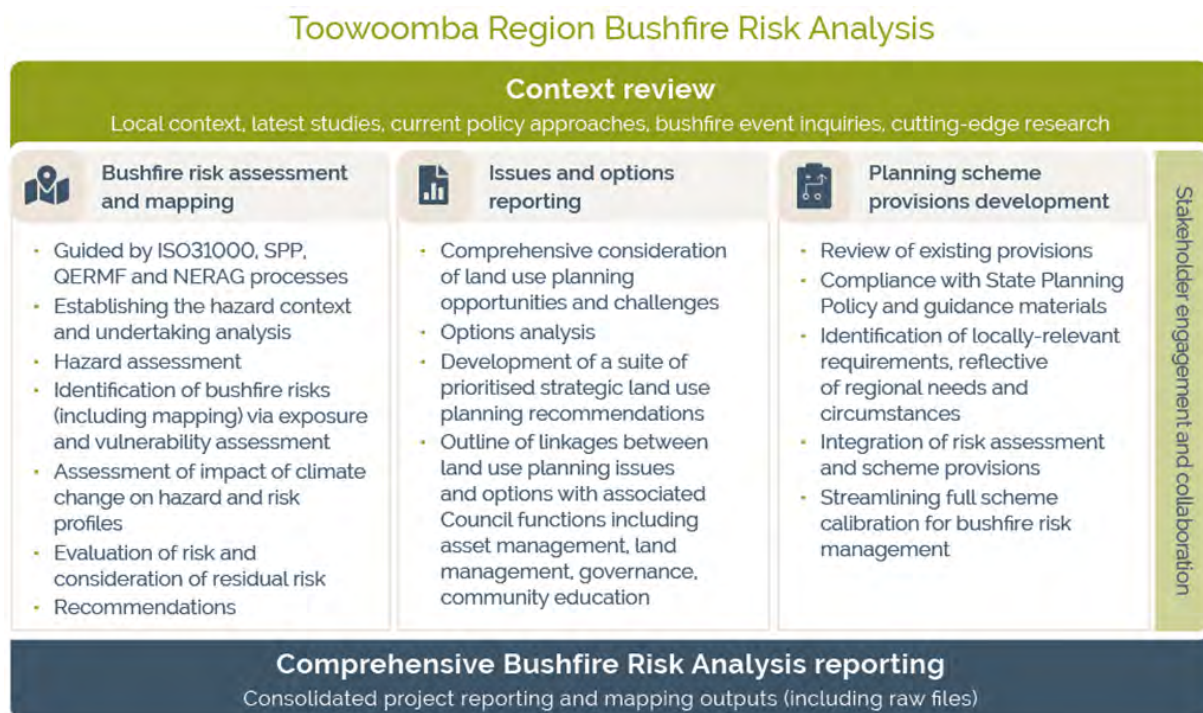 Toowoomba Region Bushfire Risk Analysis
Context review
Local context, latest studies, current policy approaches, bushfire event inquiries, cutting-edge research
Bushfire risk assessment
and mapping
• Guided by ISO31000, SPP,
QERMF and NERAG processes
• Establishing the hazard context
and undertaking analysis
• Hazard assessment
• Identification of bushfire risks
(including mapping) via exposure
and vulnerability assessment
• Assessment of impact of climate
change on hazard and risk
profiles
• Evaluation of risk and
consideration of residual risk
• Recommendations
Issues and options
reporting
• Comprehensive consideration
of land use planning
opportunities and challenges
• Options analysis
• Development of a suite of
prioritised strategic land use
planning recommendations
• Outline of linkages between
land use planning issues
and options with associated
Council functions including
asset management, land
management, governance,
community education
Planning scheme
provisions development
• Review of existing provisions
• Compliance with State Planning
Policy and guidance materials
• Identification of locally-relevant
requirements, reflective
of regional needs and
circumstances
• Integration of risk assessment
and scheme provisions
• Streamlining full scheme
calibration for bushfire risk
management
Stakeholder engagement and collaboration
Comprehensive Bushfire Risk Analysis reporting
Consolidated project reporting and mapping outputs (including raw files)